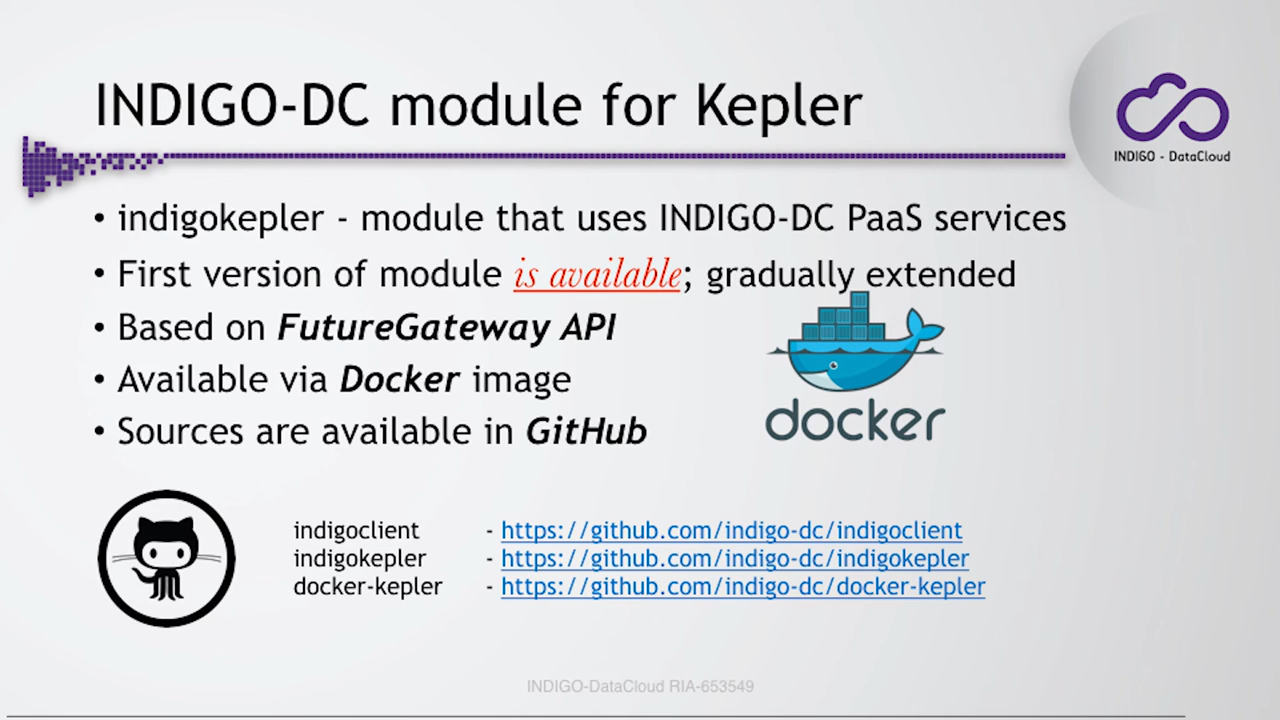 INDIGO-DC module for Kepler
INDIGO - DataCloud
• indigokepler - module that uses INDIGO-DC PaaS services
• First version of module is available; gradually extended
• Based on FutureGateway API
• Available via Docker image
• Sources are available in GitHub
docker
indigoclient - https://github.com/indigo-dc/indigoclient
indigokepler - https://github.com/indigo-dc/indigokepler
docker-kepler - https://github.com/indigo-dc/docker-kepler
INDIGO-DataCloud RIA-653549